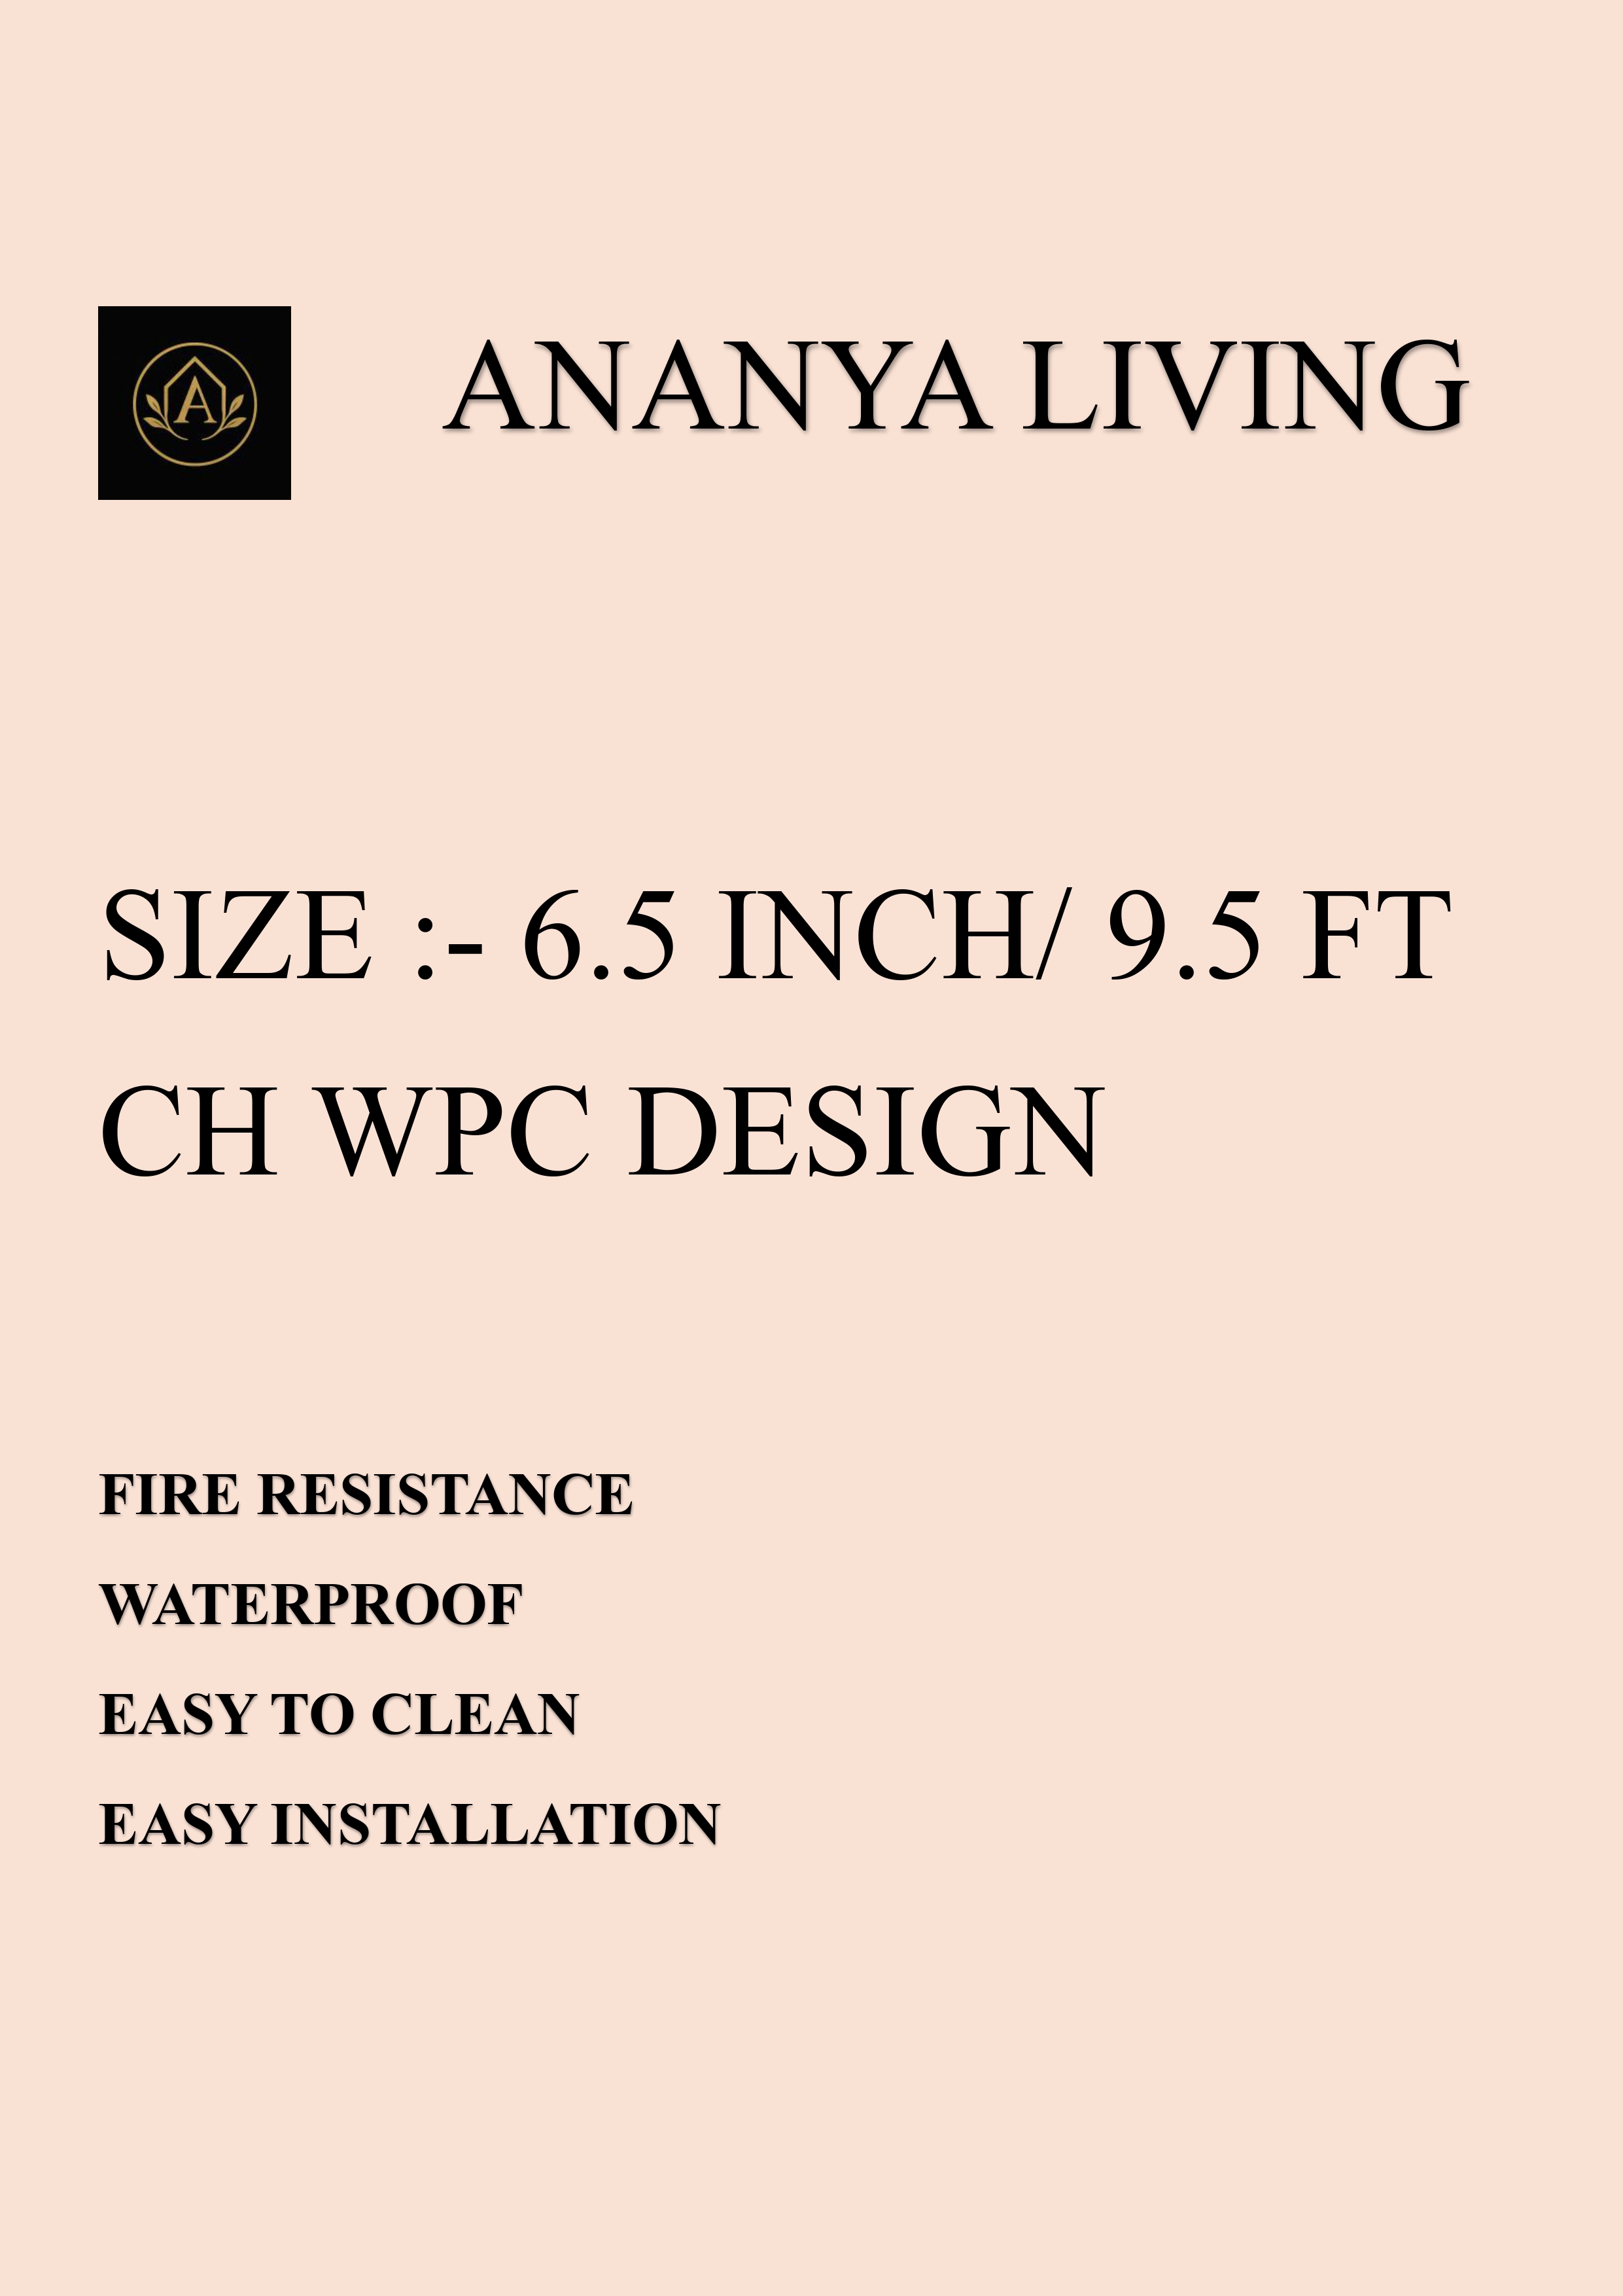 A
ANANYA LIVING
SIZE :- 6.5 INCH/ 9.5 FT
CH WPC DESIGN
FIRE RESISTANCE
WATERPROOF
EASY TO CLEAN
EASY INSTALLATION